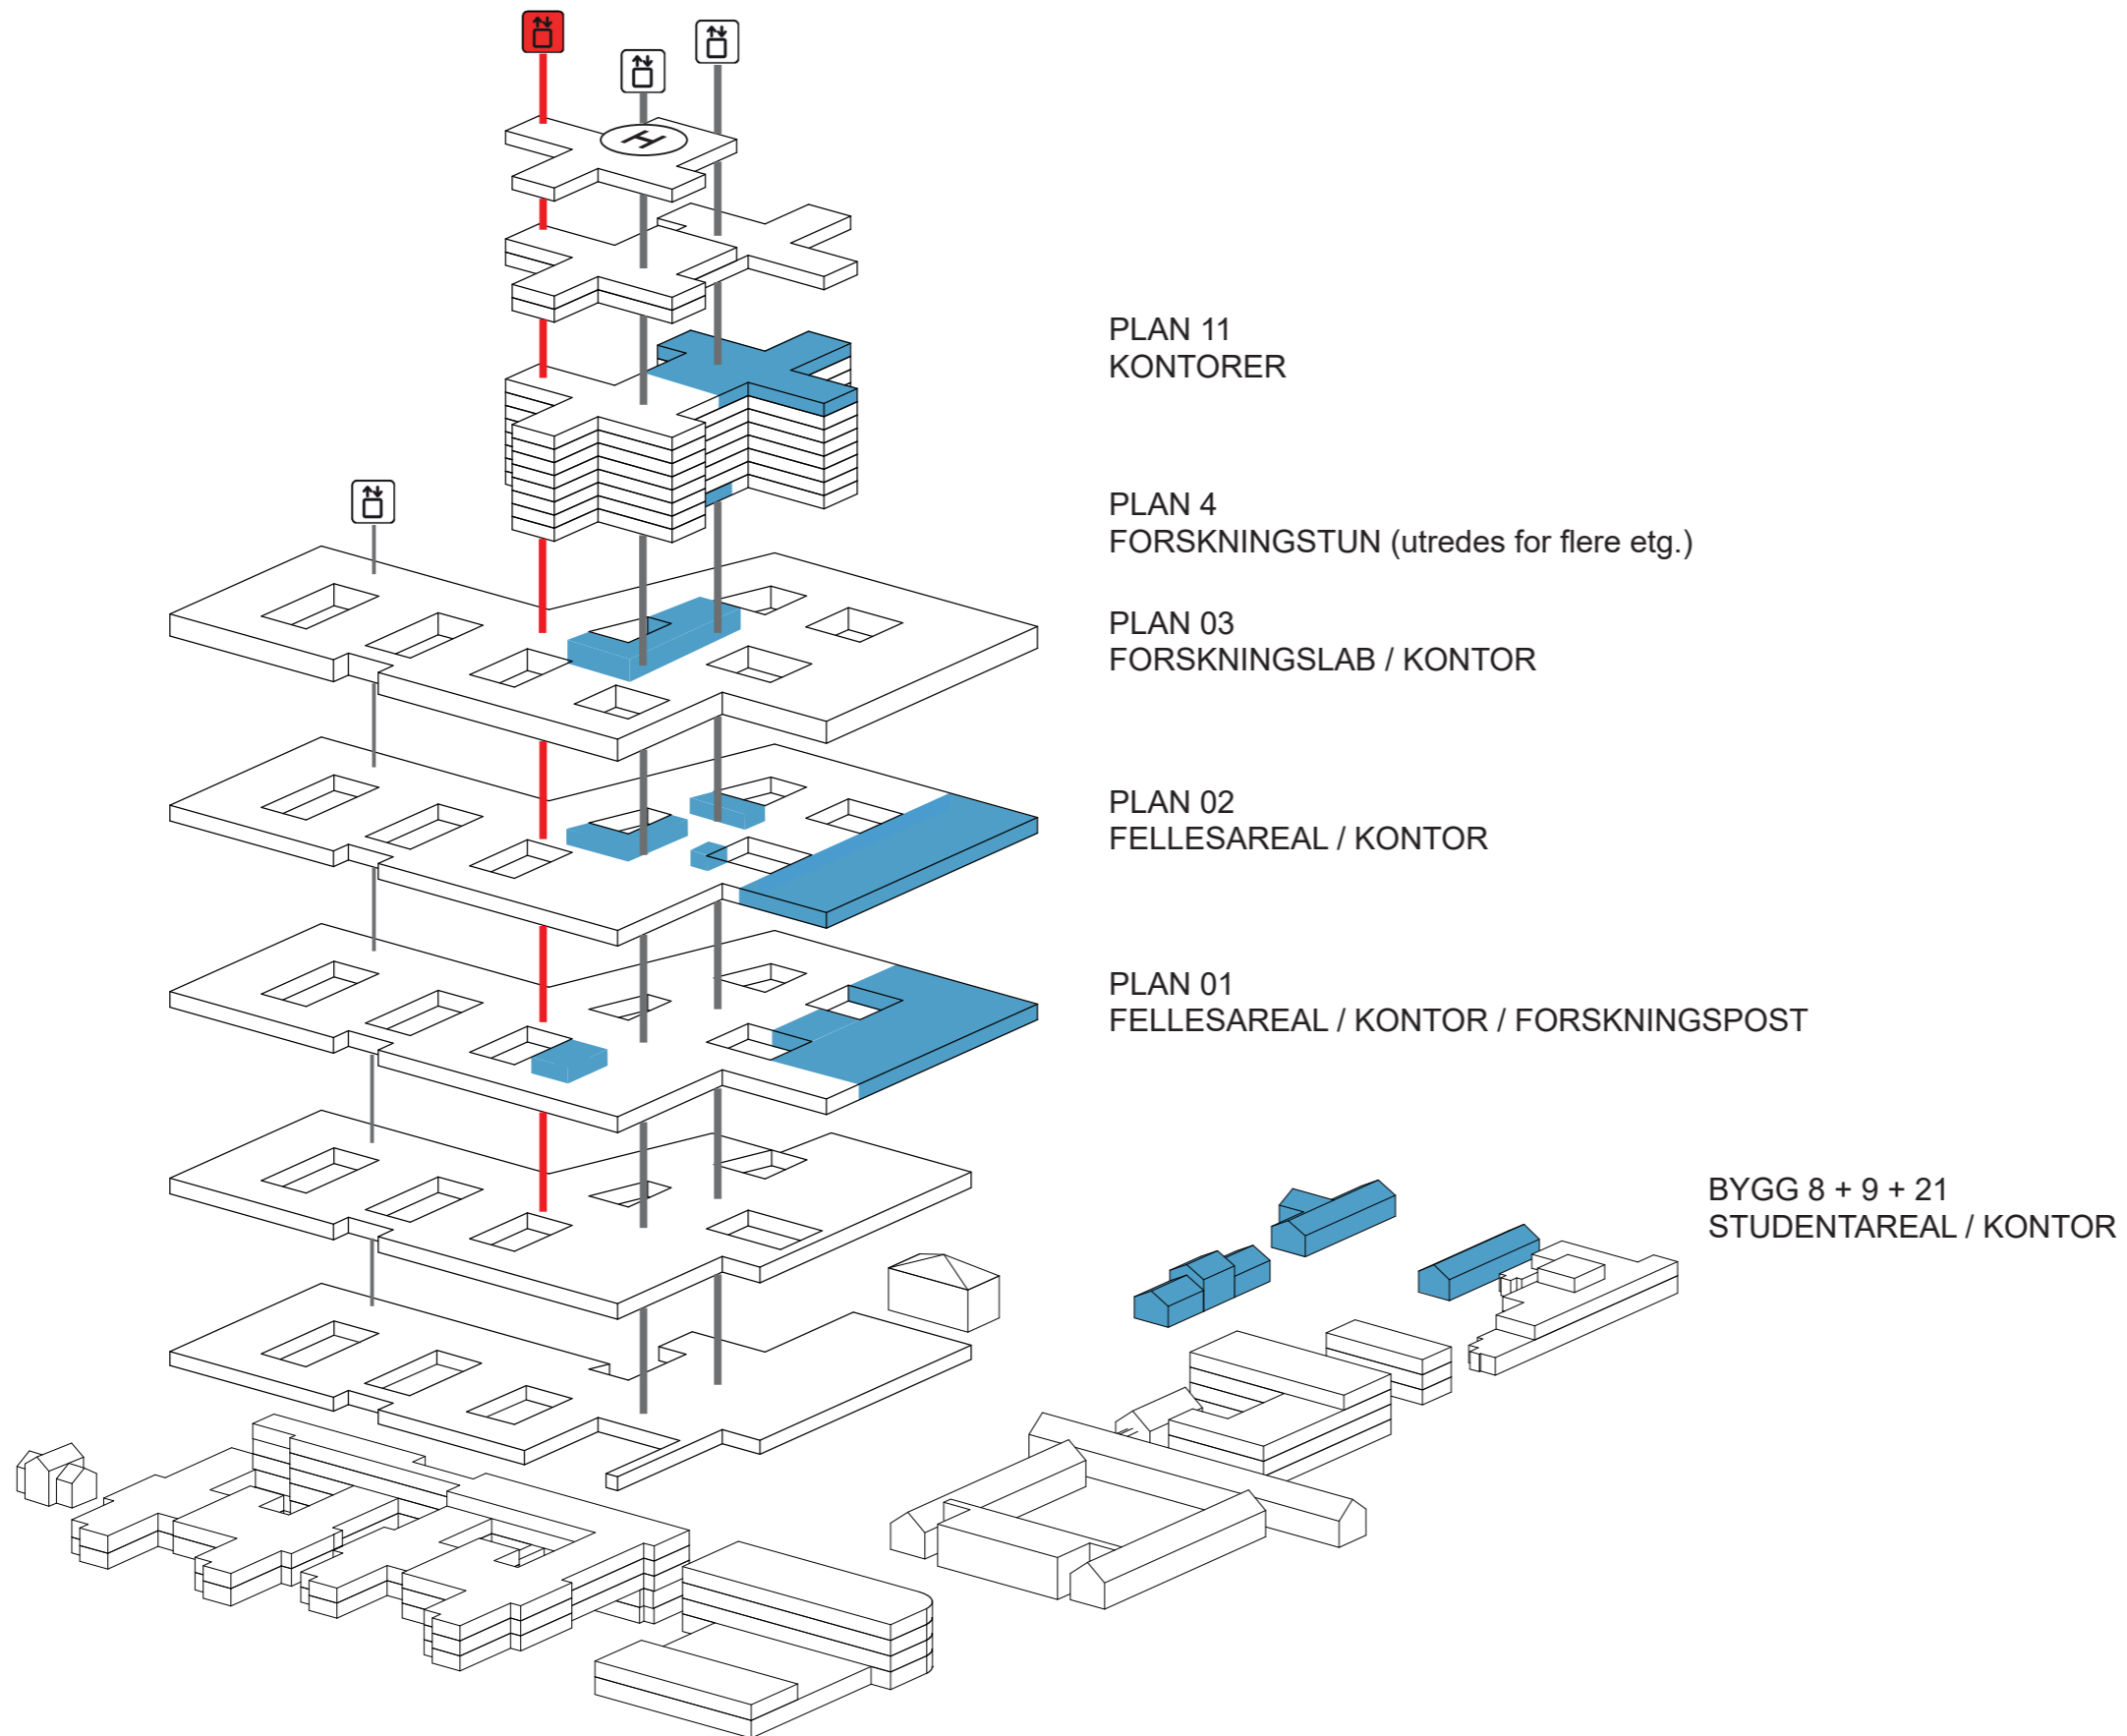 H
PLAN 11
KONTORER
PLAN 4
FORSKNINGSTUN (utredes for flere etg.)
PLAN 03
FORSKNINGSLAB / KONTOR
PLAN 02
FELLESAREAL / KONTOR
PLAN 01
FELLESAREAL / KONTOR / FORSKNINGSPOST
BYGG 8 + 9 + 21
STUDENTAREAL / KONTOR